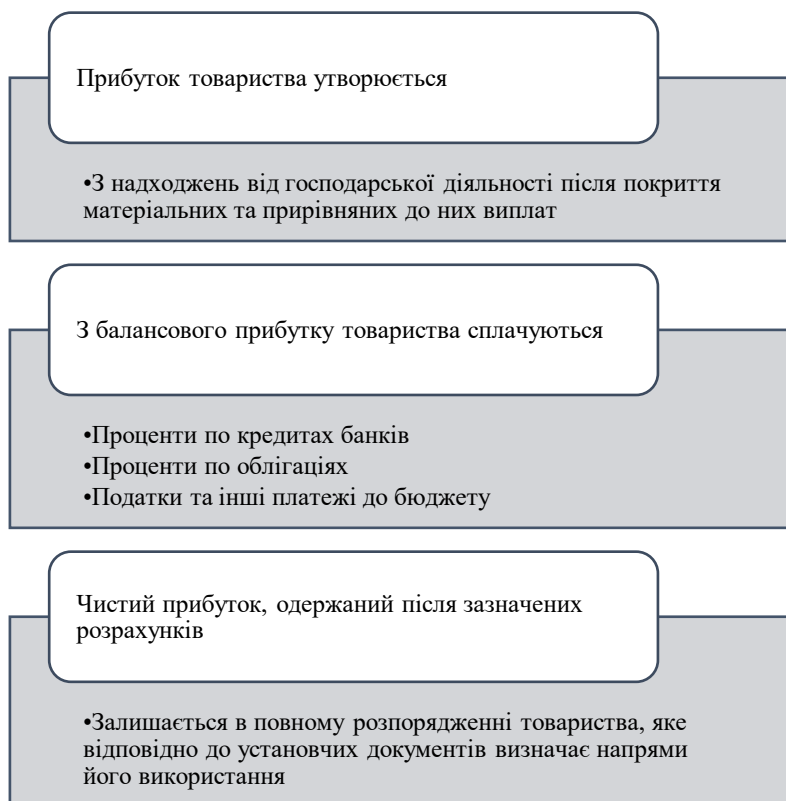 Прибуток товариства утворюється
•З надходжень від господарської діяльності після покриття
матеріальних та прирівняних до них виплат
З балансового прибутку товариства сплачуються
•Проценти по кредитах банків
•Проценти по облігаціях
•Податки та інші платежі до бюджету
Чистий прибуток, одержаний після зазначених
розрахунків
•Залишається в повному розпорядженні товариства, яке
відповідно до установчих документів визначає напрями
його використання